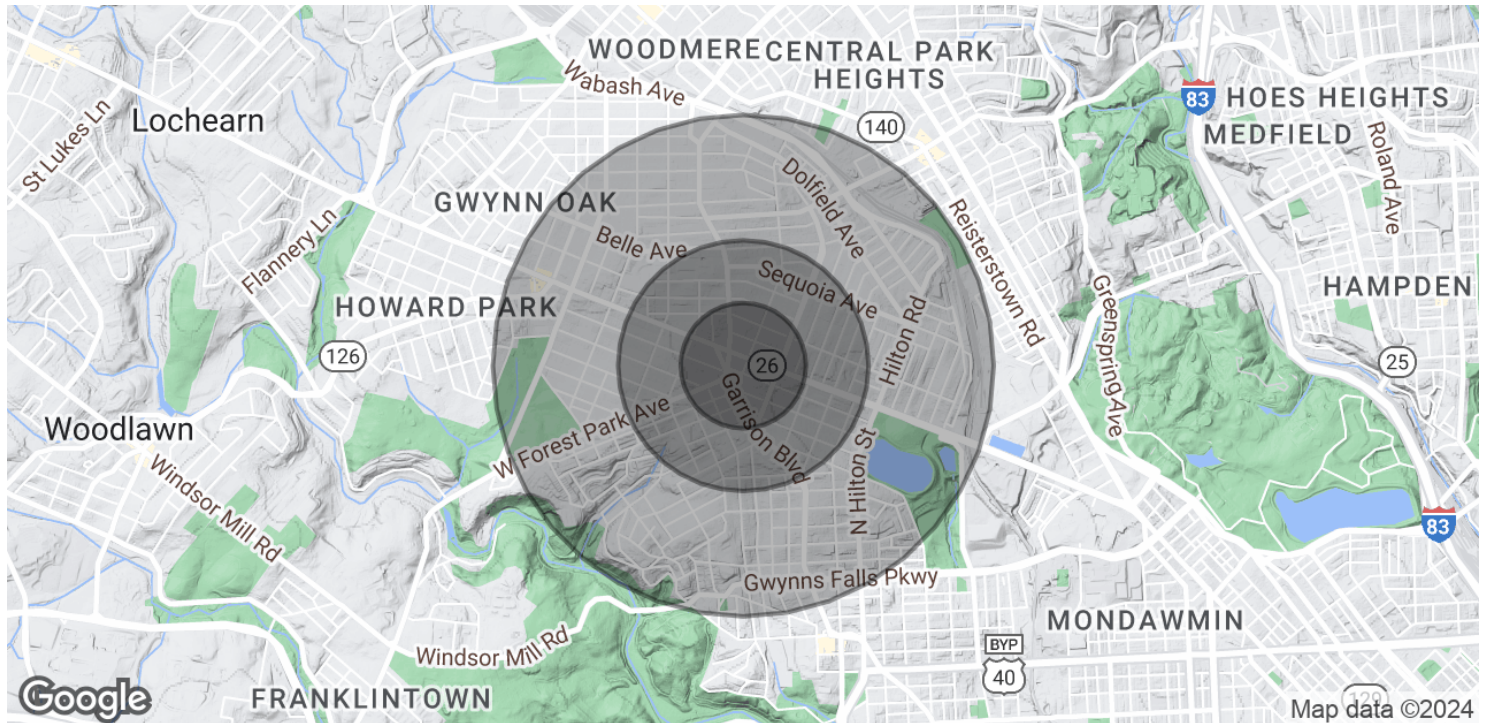 WOODMERE
CENTRAL PARK
HEIGHTS
Wabash Ave
83
HOES HEIGHTS
MEDFIELD
Lochearn
140
St Lukes Ln
Roland Ave
Dolfield Ave
GWYNN OAK
Reisterstown Rd
Flannery Ln
Belle Ave
Sequoia Ave
HAMPDEN
HOWARD PARK
Hilton Rd
Greenspring Ave
126
26
25
Garrison Blvd
W Forest Park Ave
Woodlawn
Windsor Mill Rd
N Hilton St
83
Gwynns Falls Pkwy
MONDAWMIN
Windsor Mill Rd
BYP
40
FRANKLINTOWN
129
Google
Map data ©2024